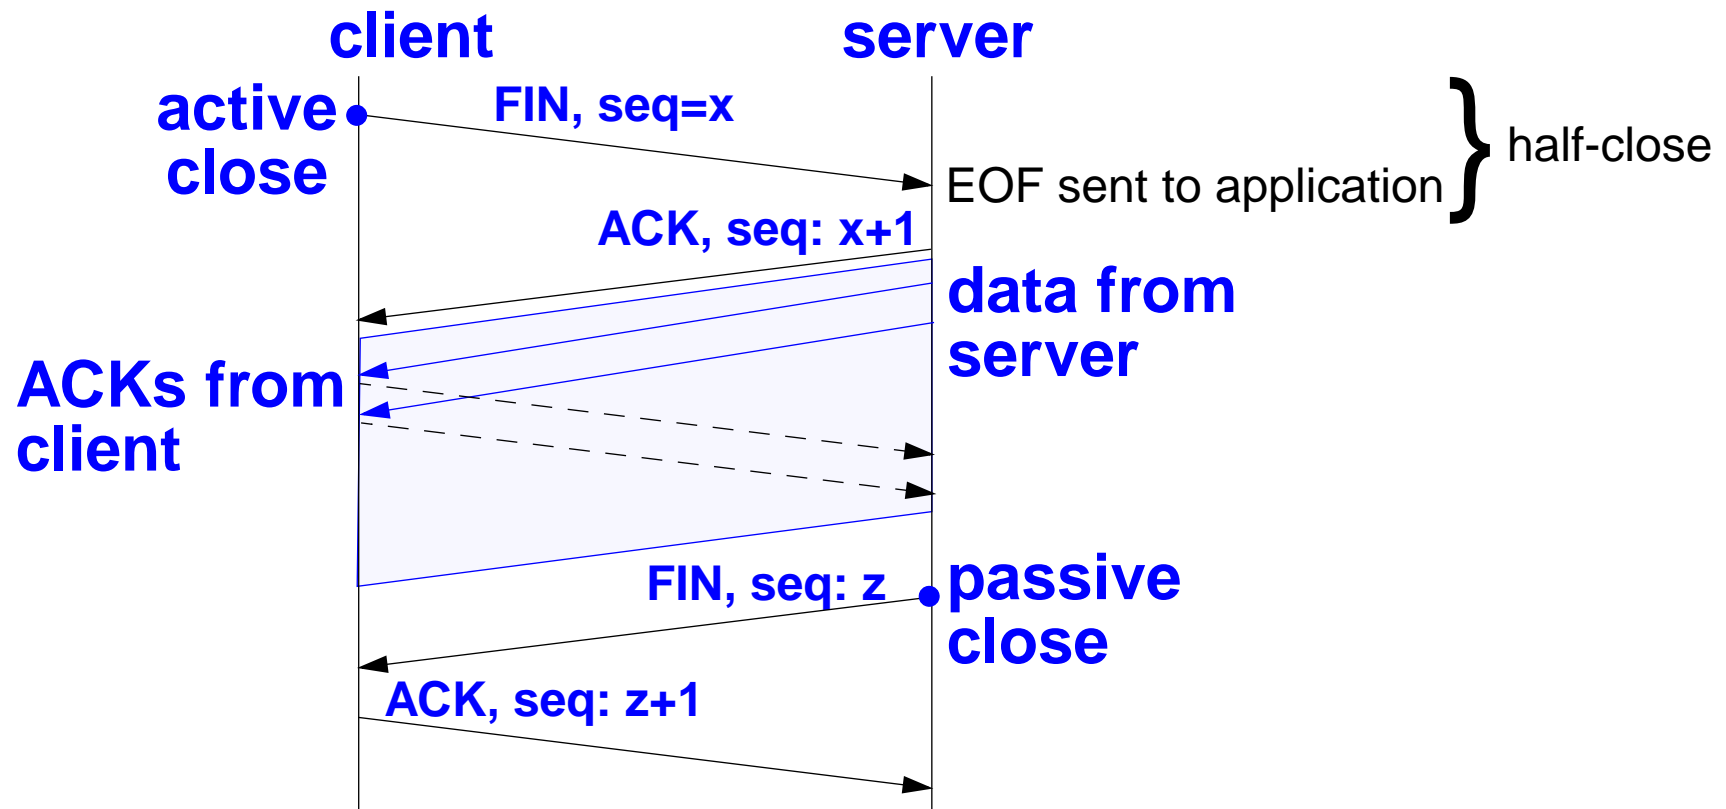 client
server
active
close
FIN, seq=x
half-close
EOF sent to application
ACK, seq: x+1
data from
server
ACKs from
client
FIN, seq: z
passive
close
ACK, seq: z+1